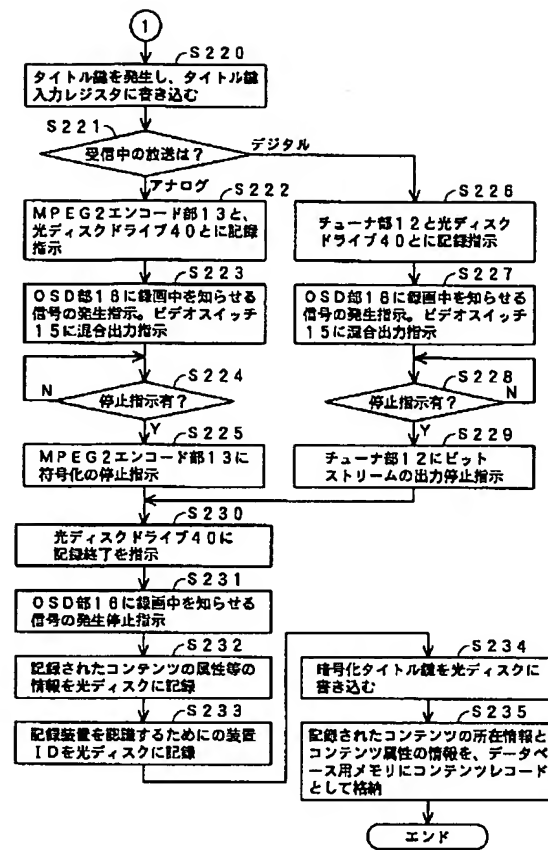 1
S220
タイトル鍵を発生し、タイトル鍵
入力レジスタに書き込む
S221
受信中の放送は？
デジタル
アナログ
S222
MPEG2エンコード部13と、
光ディスクドライブ40とに記録
指示
S226
チューナ部12と光ディスク
ドライブ40とに記録指示
S223
OSD部16に録画中を知らせる
信号の発生指示。ビデオスイッチ
15に混合出力指示
S227
OSD部16に録画中を知らせる
信号の発生指示。ビデオスイッチ
15に混合出力指示
S224
停止指示有？
N
Y
S228
停止指示有？
N
Y
S225
MPEG2エンコード部13に
符号化の停止指示
S229
チューナ部12にビット
ストリームの出力停止指示
S230
光ディスクドライブ40に
記録終了を指示
S231
OSD部16に録画中を知らせる
信号の発生停止指示
S232
記録されたコンテンツの属性等の
情報を光ディスクに記録
S233
記録装置を認識するためにの装置
IDを光ディスクに記録
S234
暗号化タイトル鍵を光ディスクに
書き込む
S235
記録されたコンテンツの所在情報と
コンテンツ属性の情報を、データベ
ース用メモリにコンテンツレコード
として格納
エンド